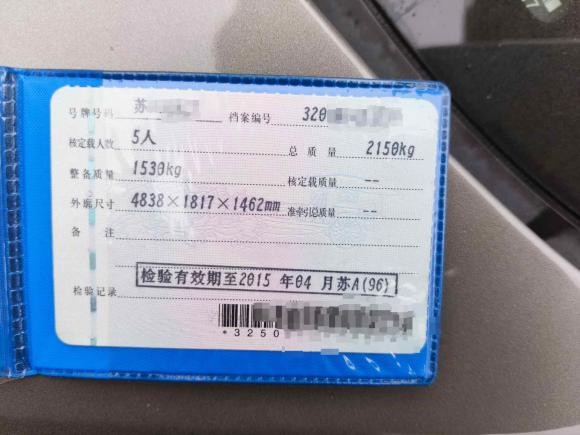 号牌号码 苏 档案编号 320
核定载人数 5人 总质量 2150kg
整备质量 1530kg 核定载质量 --
外廓尺寸 4838×1817×1462mm 准牵引总质量 --
备注
检验记录 检验有效期至2015年04月苏A(96)
*3250